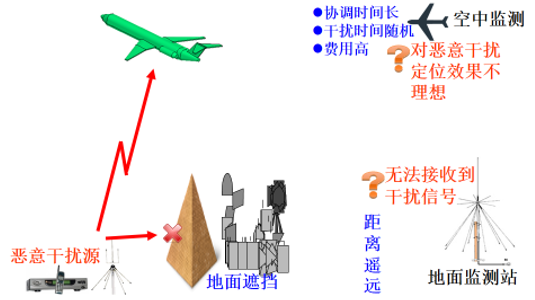 ●协调时间长
●干扰时间随机
●费用高
空中监测
?对恶意干扰
定位效果不
理想
?无法接收到
干扰信号
距
离
遥
远
恶意干扰源
地面遮挡
地面监测站